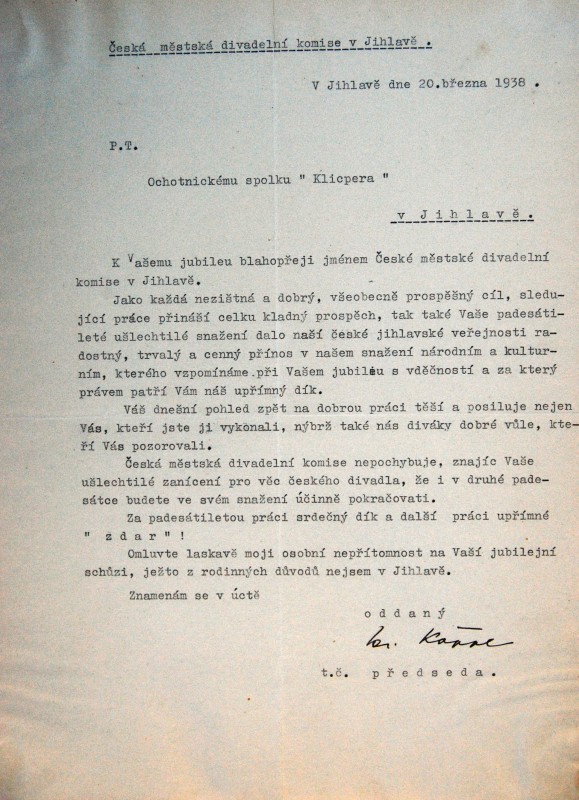 Česká městská divadelní komise v Jihlavě.
V Jihlavě dne 20.března 1938 .
P.T.
Ochotnickému spolku " Klicpera "
v Jihlavě.
K Vašemu jubileu blahopřeji jménem České městské divadelní
komise v Jihlavě.
Jako každá nezištná a dobrý, všeobecně prospěšný cíl, sledu-
jící práce přináší celku kladný prospěch, tak také Vaše padesáti-
leté ušlechtilé snažení dalo naší české jihlavské veřejnosti ra-
dostný, trvalý a cenný přínos v našem snažení národním a kultur-
ním, kterého vzpomínáme při Vašem jubileu s vděčností a za který
právem patří Vám náš upřímný dík.
Váš dnešní pohled zpět na dobrou práci těší a posiluje nejen
Vás, kteří jste ji vykonali, nýbrž také nás diváky dobré vůle, kte-
ří Vás pozorovali.
Česká městská divadelní komise nepochybuje, znajíc Vaše
ušlechtilé zanícení pro věc českého divadla, že i v druhé pade-
sátce budete ve svém snažení účinně pokračovati.
Za padesátiletou práci srdečný dík a další práci upřímné
" z d a r " !
Omluvte laskavě moji osobní nepřítomnost na Vaší jubilejní
schůzi, ježto z rodinných důvodů nejsem v Jihlavě.
Znamenám se v úctě
o d d a n ý
t.č. p ř e d s e d a .